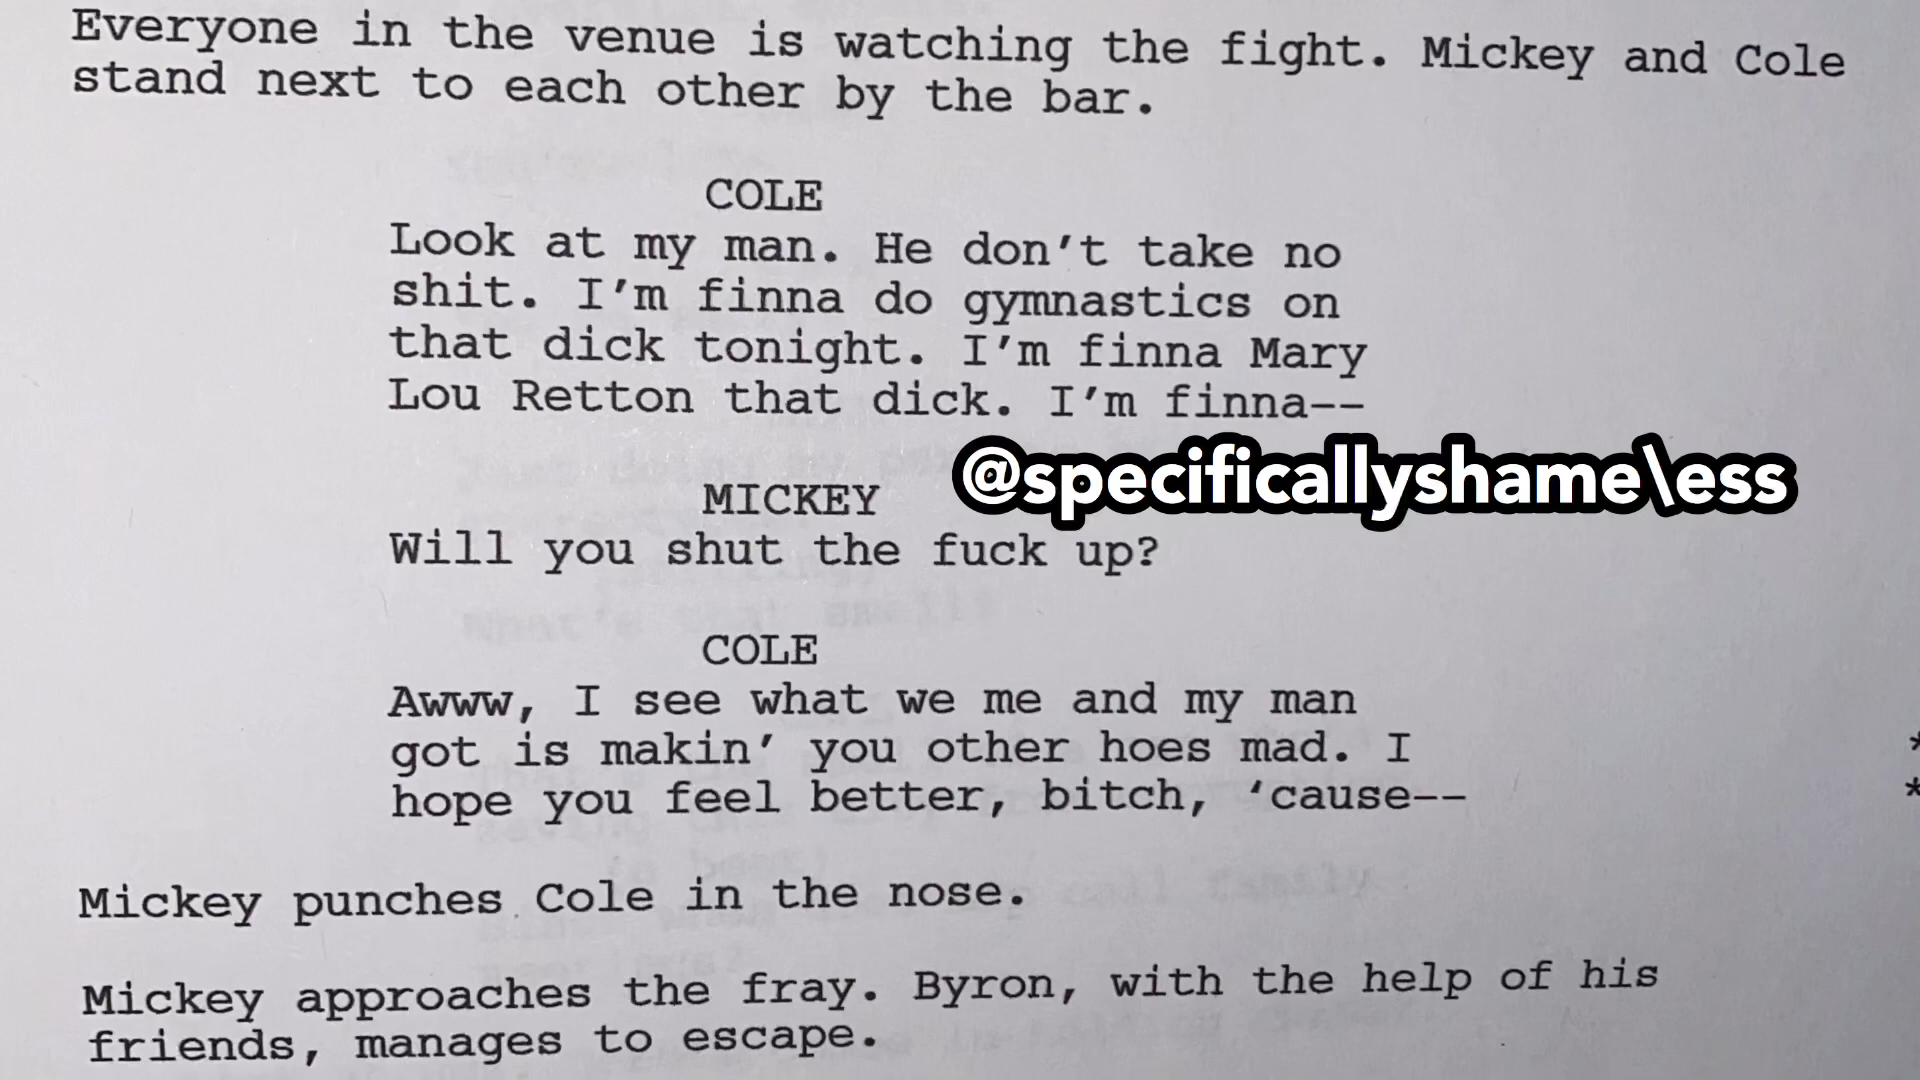 Everyone in the venue is watching the fight. Mickey and Cole
stand next to each other by the bar.
COLE
Look at my man. He don't take no
shit. I'm finna do gymnastics on
that dick tonight. I'm finna Mary
Lou Retton that dick. I'm finna--
@specificallyshame\ess
MICKEY
Will you shut the fuck up?
COLE
Awww, I see what we me and my man
got is makin' you other hoes mad. I *
hope you feel better, bitch, 'cause-- *
Mickey punches Cole in the nose.
Mickey approaches the fray. Byron, with the help of his
friends, manages to escape.